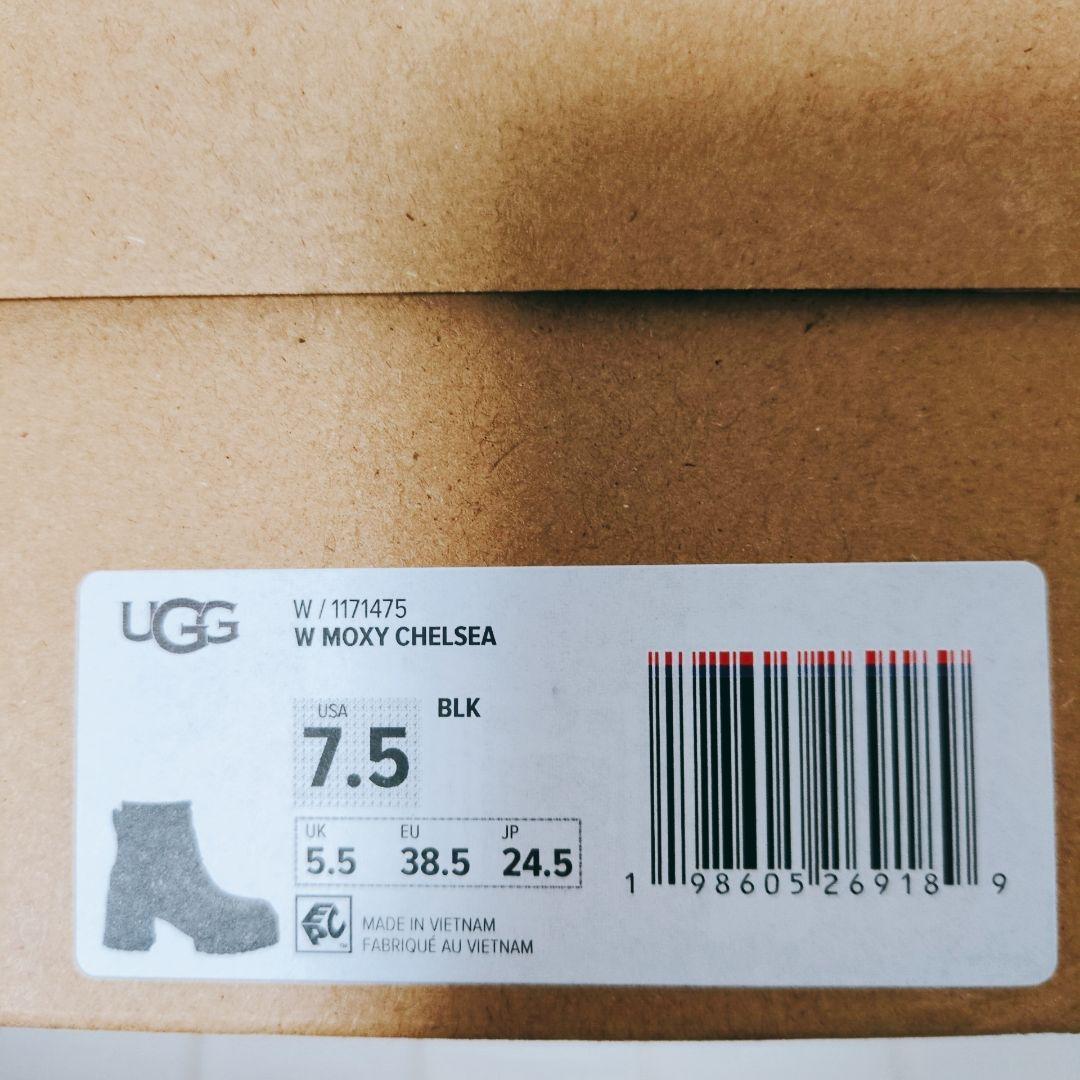 UGG
W / 1171475
W MOXY CHELSEA
USA
7.5
BLK
UK EU JP
5.5 38.5 24.5
EPC™
MADE IN VIETNAM
FABRIQUÉ AU VIETNAM
1 98605 26918 9